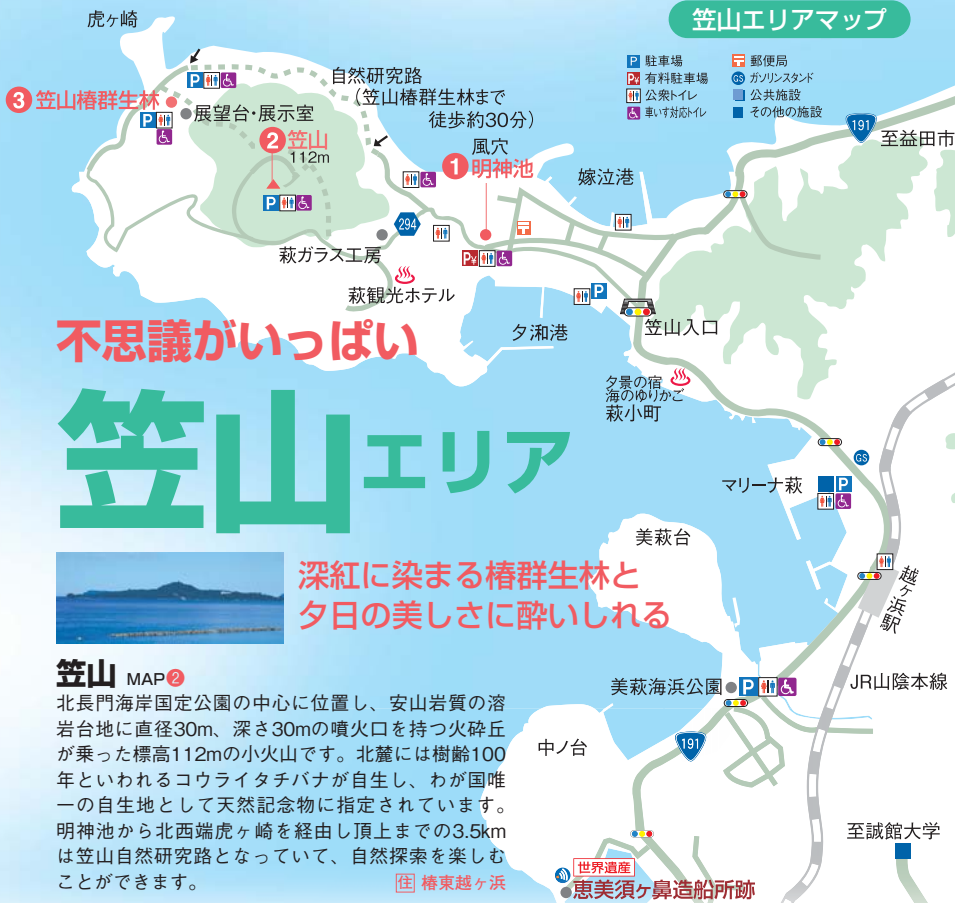 笠山エリアマップ
P 駐車場
P¥ 有料駐車場
公衆トイレ
車いす対応トイレ
郵便局
GS ガソリンスタンド
公共施設
その他の施設
虎ヶ崎
自然研究路
(笠山椿群生林まで
徒歩約30分)
3 笠山椿群生林
P
P
展望台・展示室
2 笠山
112m
P
風穴
1 明神池
嫁泣港
191
至益田市
294
萩ガラス工房
P¥
萩観光ホテル
P
夕和港
笠山入口
不思議がいっぱい
笠山エリア
夕景の宿
海のゆりかご
萩小町
GS
マリーナ萩
P
美萩台
越ヶ浜駅
深紅に染まる椿群生林と
夕日の美しさに酔いしれる
美萩海浜公園
P
JR山陰本線
191
中ノ台
至誠館大学
世界遺産
恵美須ヶ鼻造船所跡
笠山 MAP2
北長門海岸国定公園の中心に位置し、安山岩質の溶
岩台地に直径30m、深さ30mの噴火口を持つ火砕丘
が乗った標高112mの小火山です。北麓には樹齢100
年といわれるコウライタチバナが自生し、わが国唯
一の自生地として天然記念物に指定されています。
明神池から北西端虎ヶ崎を経由し頂上までの3.5km
は笠山自然研究路となっていて、自然探索を楽しむ
ことができます。
住 椿東越ヶ浜